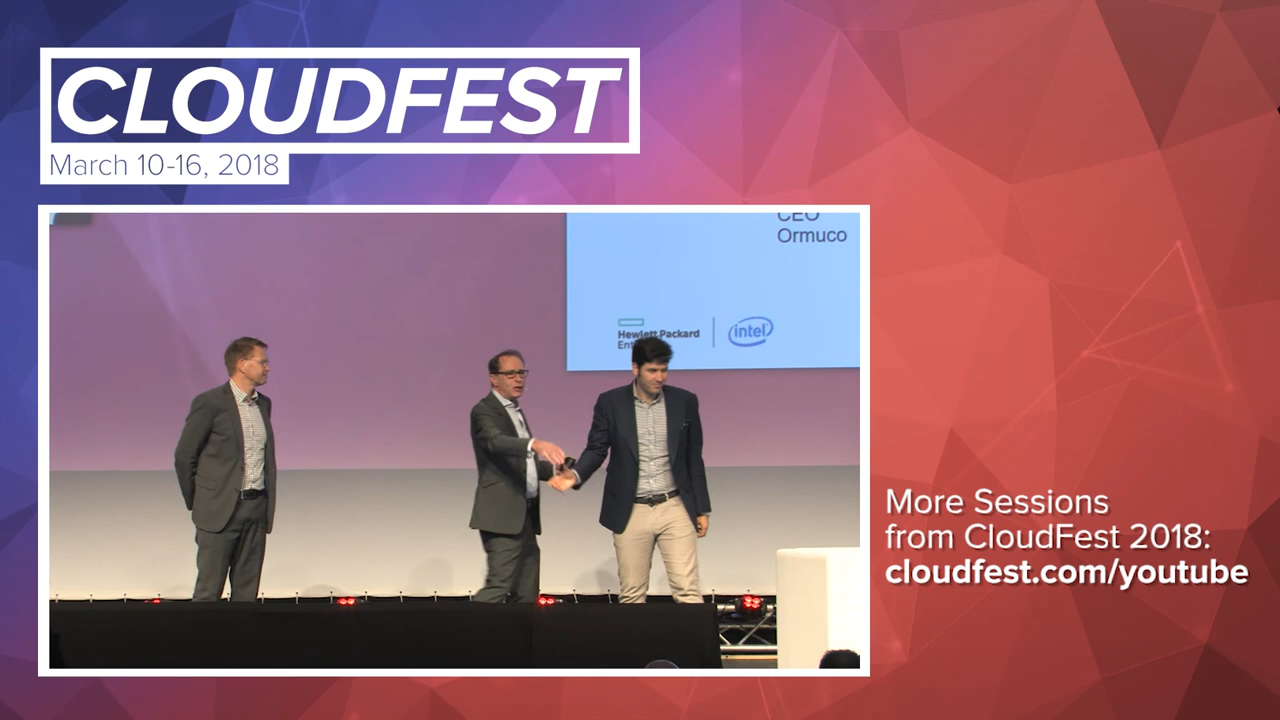 CLOUDFEST
March 10-16, 2018
CEO
Ormuco
Hewlett Packard
intel
More Sessions
from CloudFest 2018:
cloudfest.com/youtube